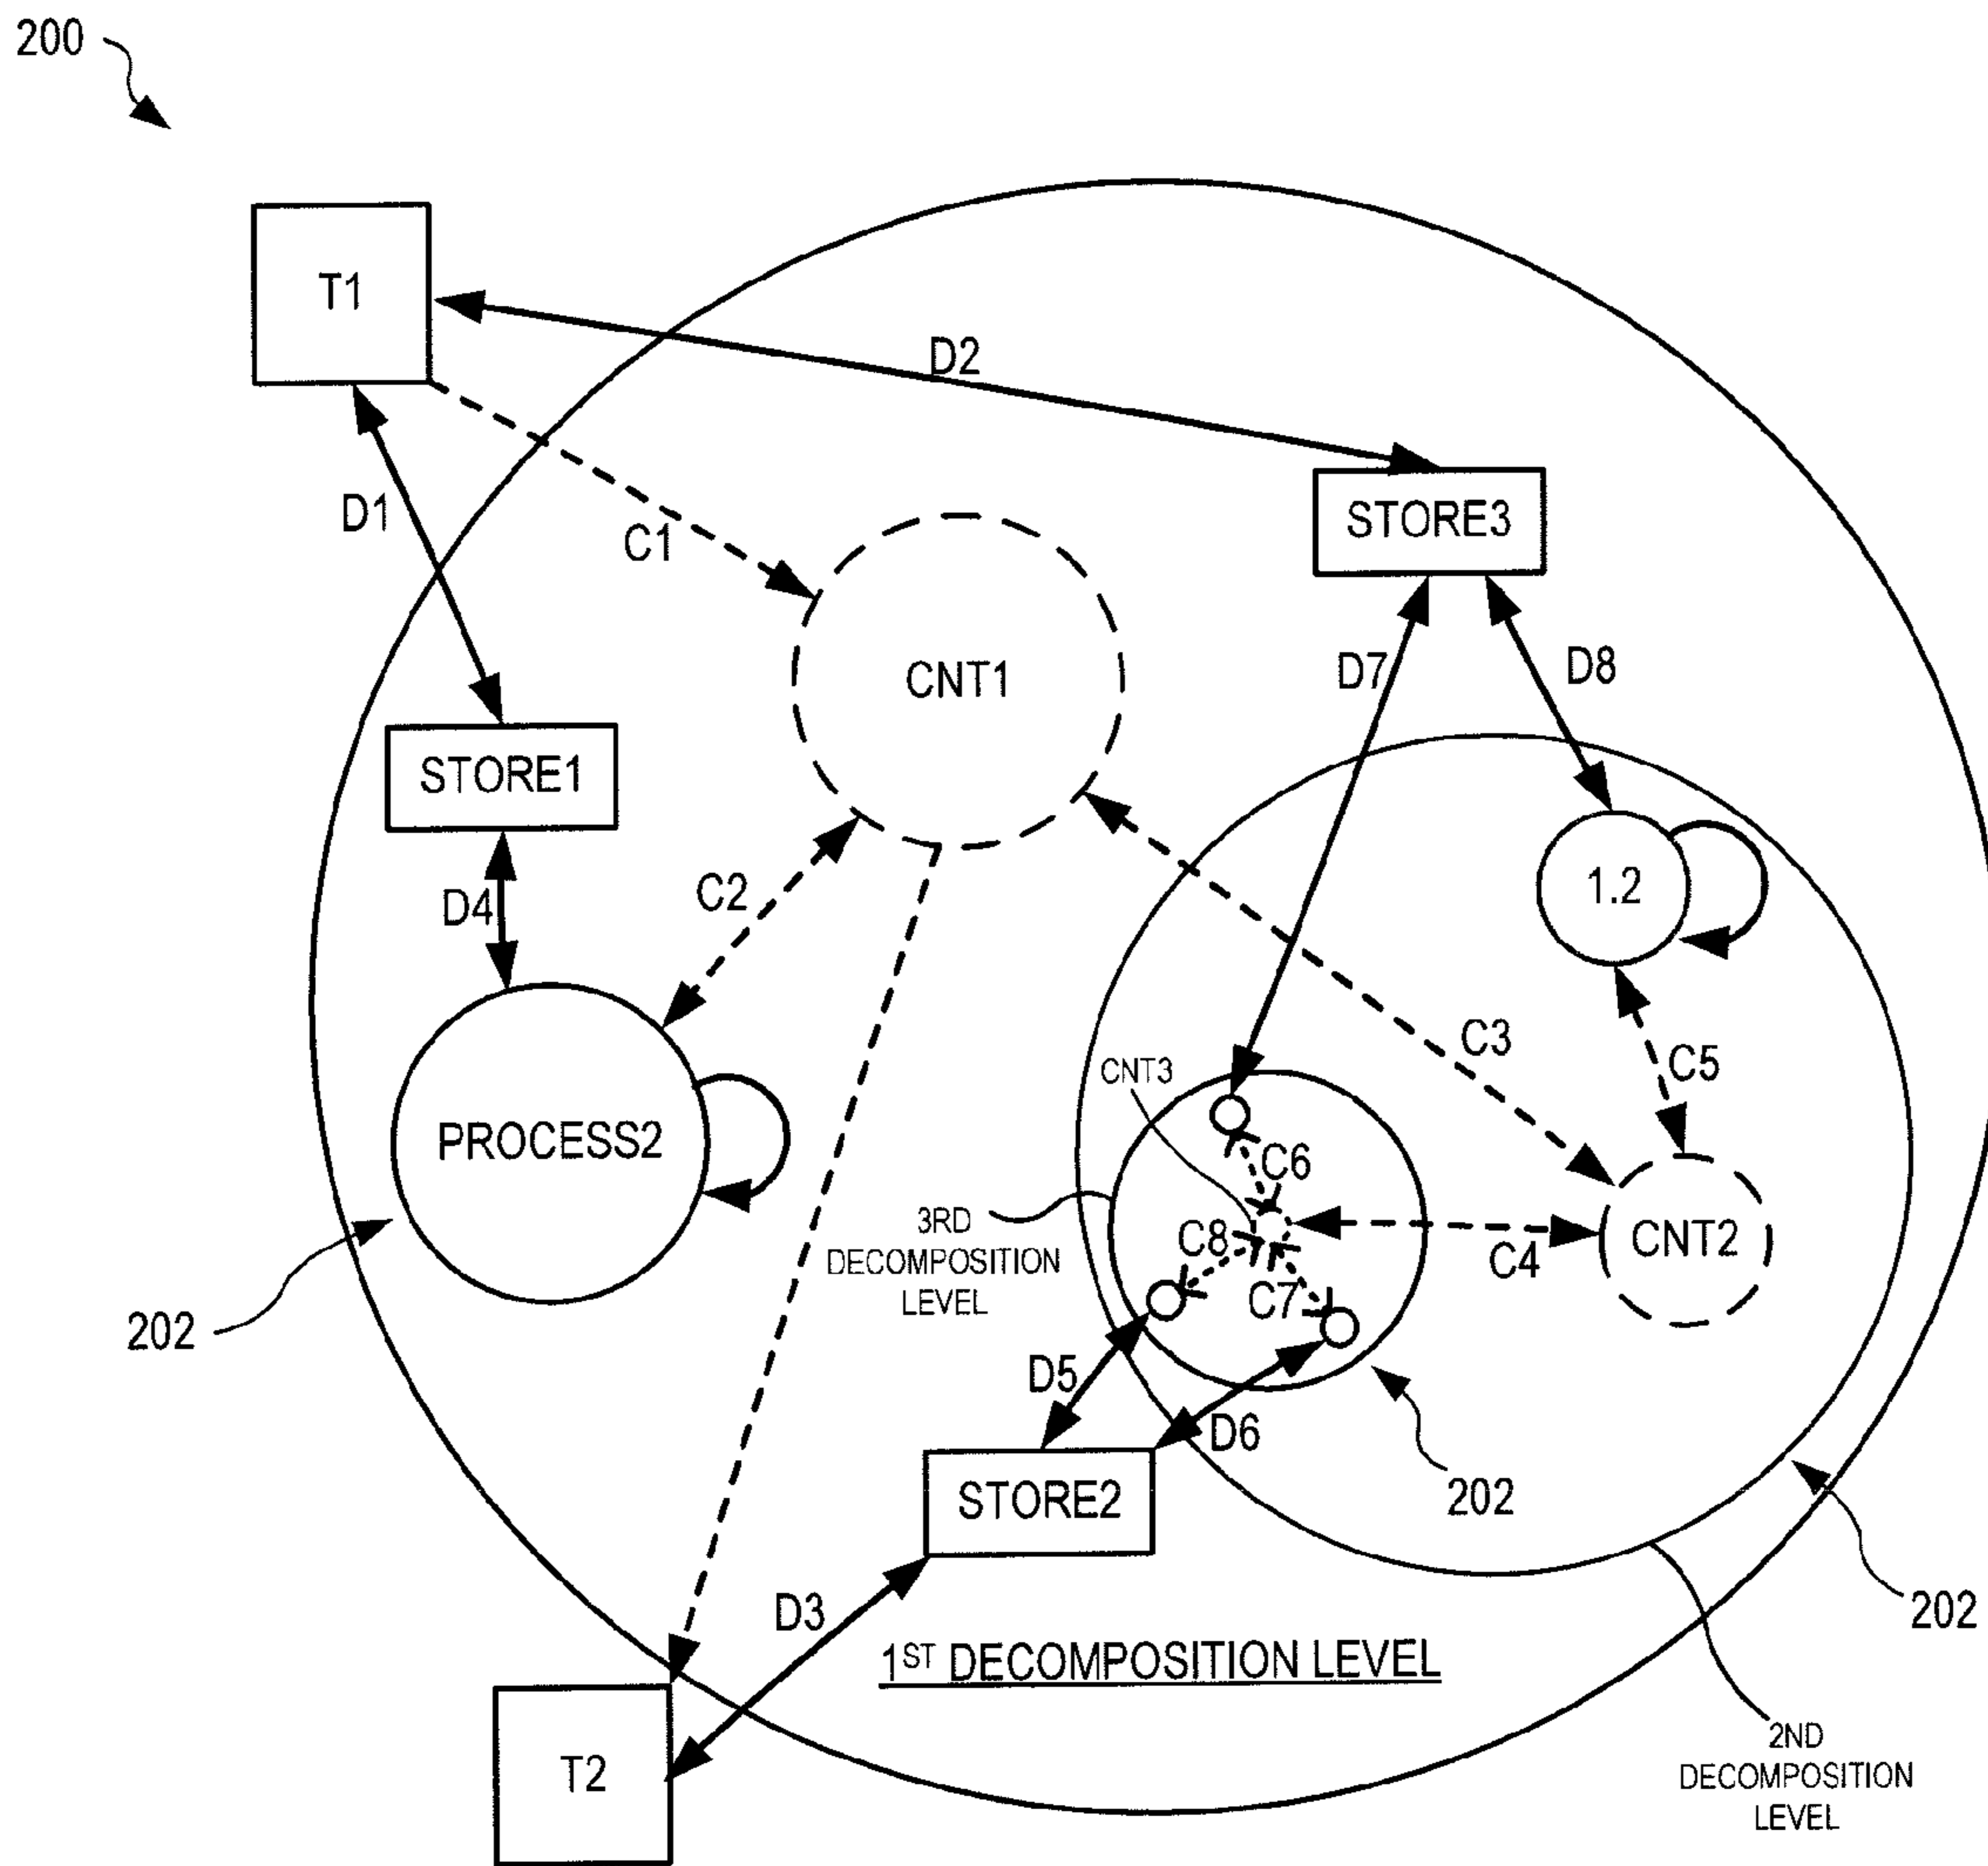 200
T1
D2
STORE3
D1
C1
CNT1
D7
D8
STORE1
1.2
D4
C2
C3
C5
CNT3
PROCESS2
C6
3RD
DECOMPOSITION
LEVEL
C8
C4
CNT2
C7
202
D5
D6
202
STORE2
202
D3
1ST DECOMPOSITION LEVEL
2ND
DECOMPOSITION
LEVEL
T2